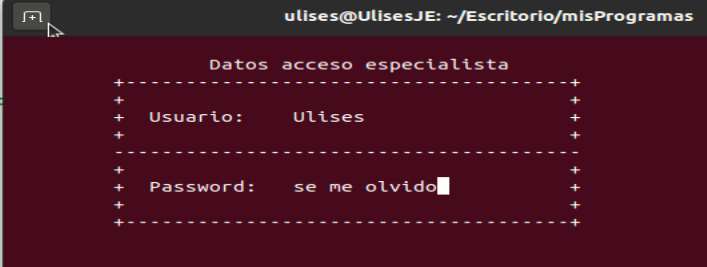 ulises@UlisesJE: ~/Escritorio/misProgramas
Datos acceso especialista
+--------------------------------------+
+ +
+ Usuario: Ulises +
+ +
----------------------------------------
+ +
+ Password: se me olvido +
+ +
+--------------------------------------+